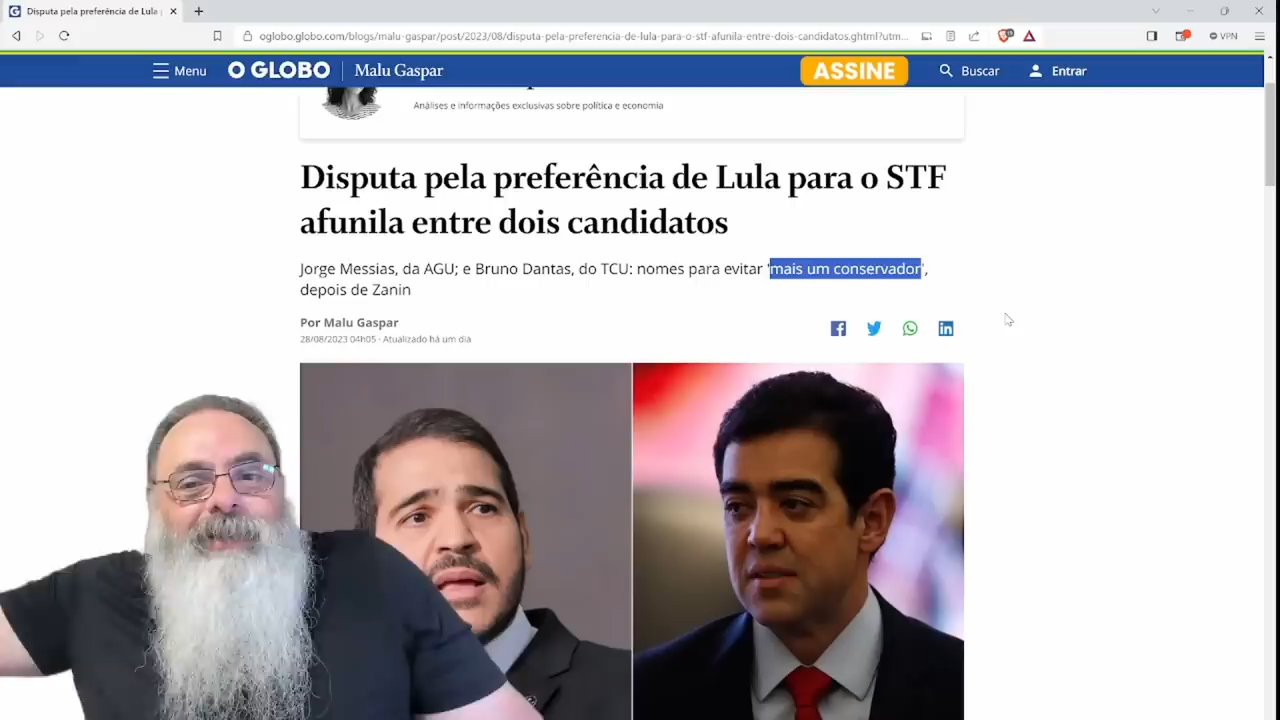 Disputa pela preferência de Lula
oglobo.globo.com/blogs/malu-gaspar/post/2023/08/disputa-pela-preferencia-de-lula-para-o-stf-afunila-entre-dois-candidatos.ghtml?utm...
VPN
Menu
O GLOBO
Malu Gaspar
ASSINE
Buscar
Entrar
Análises e informações exclusivas sobre política e economia
Disputa pela preferência de Lula para o STF
afunila entre dois candidatos
Jorge Messias, da AGU; e Bruno Dantas, do TCU: nomes para evitar 'mais um conservador',
depois de Zanin
Por Malu Gaspar
28/08/2023 04h05 · Atualizado há um dia